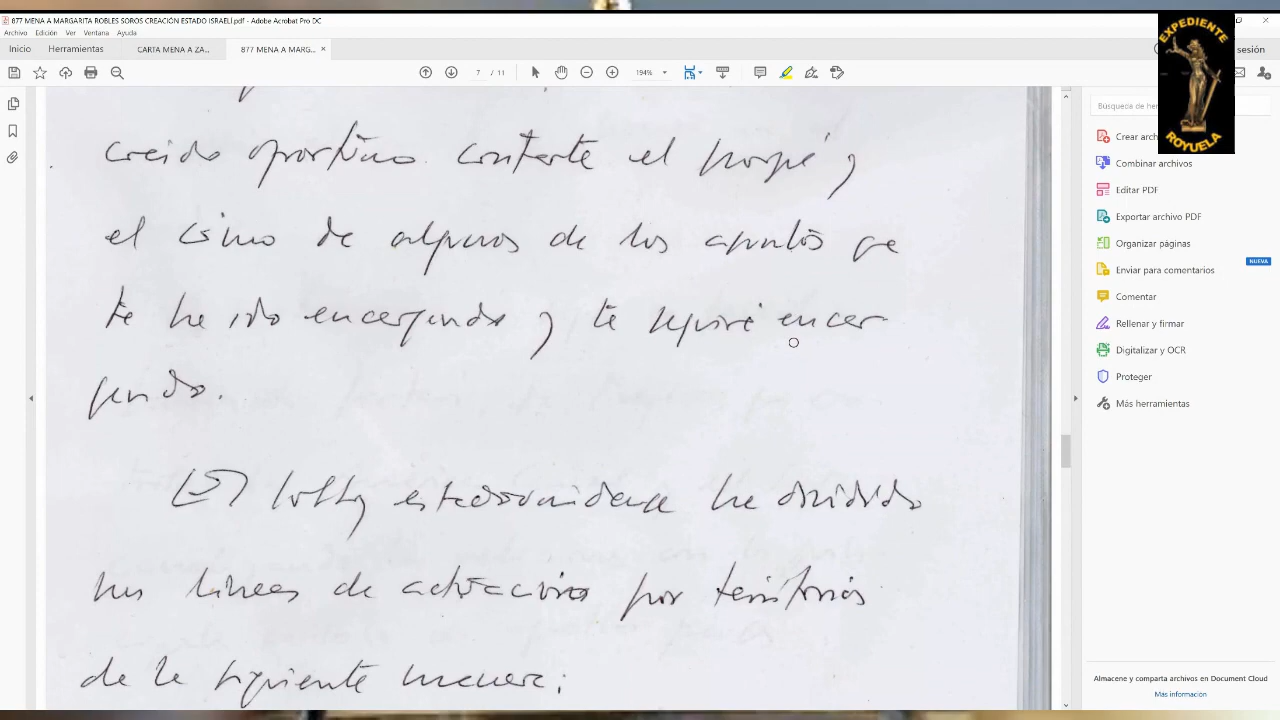 877 MENA A MARGARITA ROBLES SOROS CREACIÓN ESTADO ISRAELÍ.pdf - Adobe Acrobat Pro DC
Archivo Edición Ver Ventana Ayuda
Inicio Herramientas CARTA MENA A ZA... 877 MENA A MARG... ×
sesión
7 / 11 194%
EXPEDIENTE
ROYUELA
Búsqueda de her
Crear arch
Combinar archivos
Editar PDF
Exportar archivo PDF
Organizar páginas
NUEVA
Enviar para comentarios
Comentar
Rellenar y firmar
Digitalizar y OCR
Proteger
Más herramientas
creido oportuno contarte el porqué y
el cómo de algunos de los apuntos que
te he ido encargando y te seguiré encar
gando.
lobby estadounidense ha dividido
sus líneas de actuación por territorios
de la siguiente manera:
Almacene y comparta archivos en Document Cloud
Más información